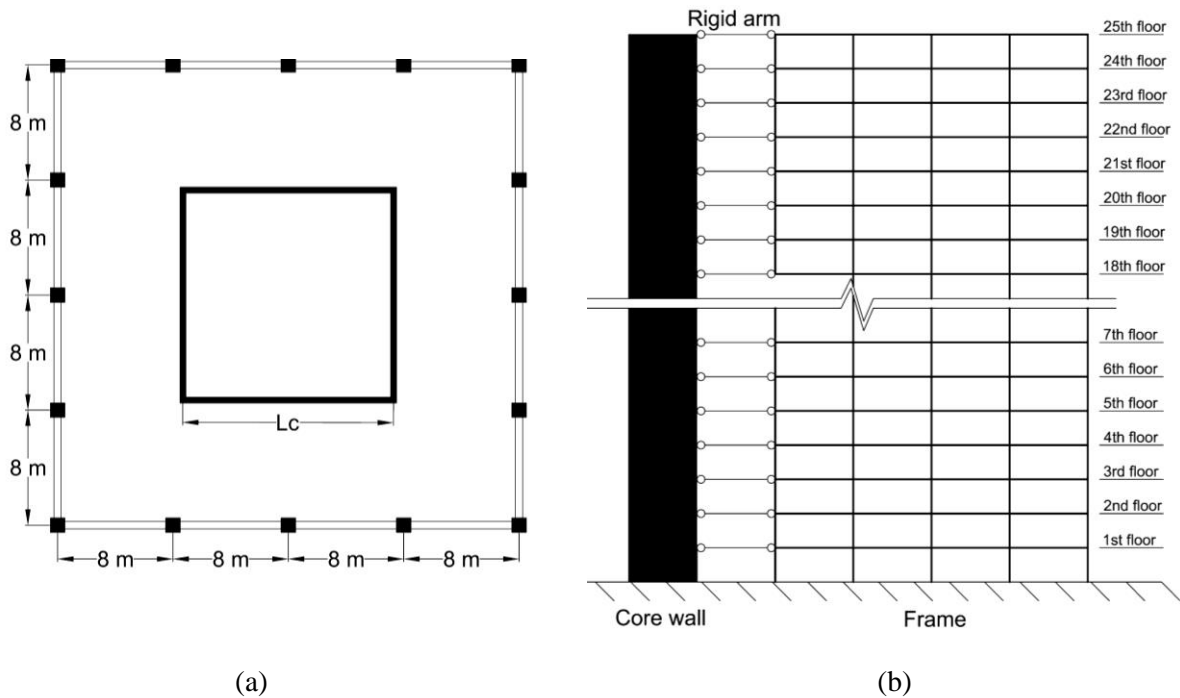 8 m
8 m
8 m
8 m
Lc
8 m 8 m 8 m 8 m
(a)
Rigid arm
25th floor
24th floor
23rd floor
22nd floor
21st floor
20th floor
19th floor
18th floor
7th floor
6th floor
5th floor
4th floor
3rd floor
2nd floor
1st floor
Core wall Frame
(b)